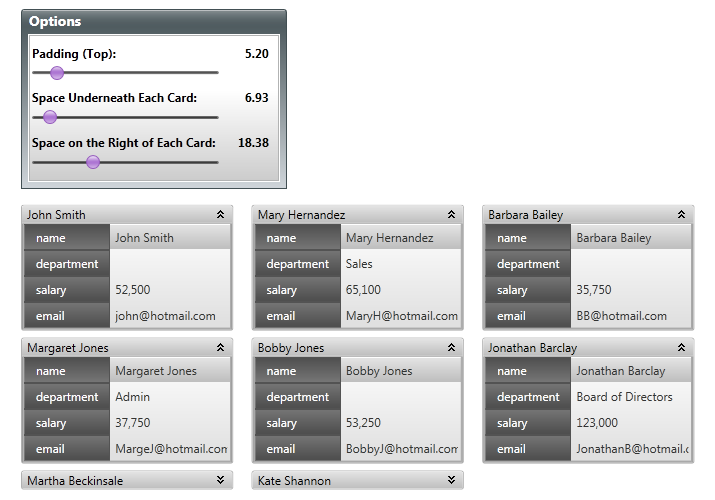 Options
Padding (Top): 5.20
Space Underneath Each Card: 6.93
Space on the Right of Each Card: 18.38
John Smith
name John Smith
department
salary 52,500
email john@hotmail.com
Mary Hernandez
name Mary Hernandez
department Sales
salary 65,100
email MaryH@hotmail.com
Barbara Bailey
name Barbara Bailey
department
salary 35,750
email BB@hotmail.com
Margaret Jones
name Margaret Jones
department Admin
salary 37,750
email MargeJ@hotmail.com
Bobby Jones
name Bobby Jones
department
salary 53,250
email BobbyJ@hotmail.com
Jonathan Barclay
name Jonathan Barclay
department Board of Directors
salary 123,000
email JonathanB@hotmail.c
Martha Beckinsale
Kate Shannon